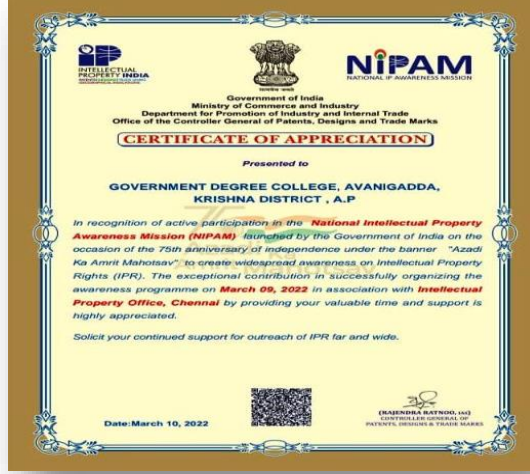 INTELLECTUAL
PROPERTY INDIA
NiPAM
NATIONAL IP AWARENESS MISSION
सत्यमेव जयते
Government of India
Ministry of Commerce and Industry
Department for Promotion of Industry and Internal Trade
Office of the Controller General of Patents, Designs and Trade Marks
CERTIFICATE OF APPRECIATION
Presented to
GOVERNMENT DEGREE COLLEGE, AVANIGADDA,
KRISHNA DISTRICT , A.P
In recognition of active participation in the National Intellectual Property
Awareness Mission (NIPAM) launched by the Government of India on the
occasion of the 75th anniversary of independence under the banner "Azadi
Ka Amrit Mahotsav" to create widespread awareness on Intellectual Property
Rights (IPR). The exceptional contribution in successfully organizing the
awareness programme on March 09, 2022 in association with Intellectual
Property Office, Chennai by providing your valuable time and support is
highly appreciated.
Solicit your continued support for outreach of IPR far and wide.
Date:March 10, 2022
(RAJENDRA RATNOO, IAS)
CONTROLLER GENERAL OF
PATENTS, DESIGNS & TRADE MARKS